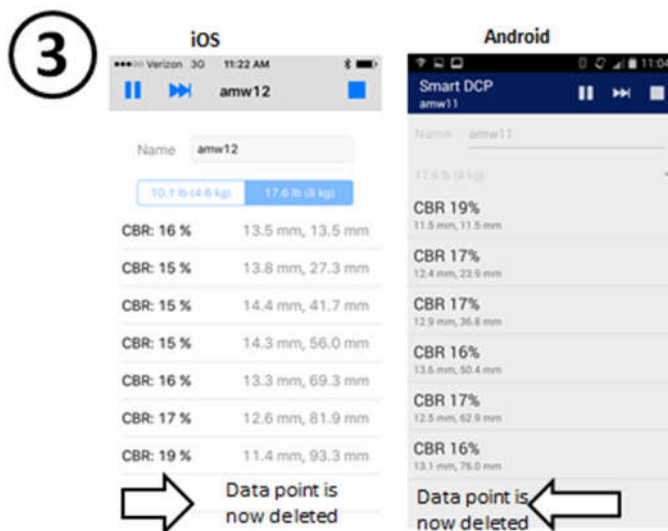 3
iOS
Android
Verizon 3G 11:22 AM
amw12
Name amw12
10.1 lb (4.6 kg) 17.6 lb (8 kg)
CBR: 16 % 13.5 mm, 13.5 mm
CBR: 15 % 13.8 mm, 27.3 mm
CBR: 15 % 14.4 mm, 41.7 mm
CBR: 15 % 14.3 mm, 56.0 mm
CBR: 16 % 13.3 mm, 69.3 mm
CBR: 17 % 12.6 mm, 81.9 mm
CBR: 19 % 11.4 mm, 93.3 mm
Data point is
now deleted
11:04
Smart DCP
amw11
Name amw11
17.6 lb (8 kg)
CBR 19%
11.5 mm, 11.5 mm
CBR 17%
12.4 mm, 23.9 mm
CBR 17%
12.9 mm, 36.8 mm
CBR 16%
13.6 mm, 50.4 mm
CBR 17%
12.5 mm, 62.9 mm
CBR 16%
13.1 mm, 76.0 mm
Data point is
now deleted